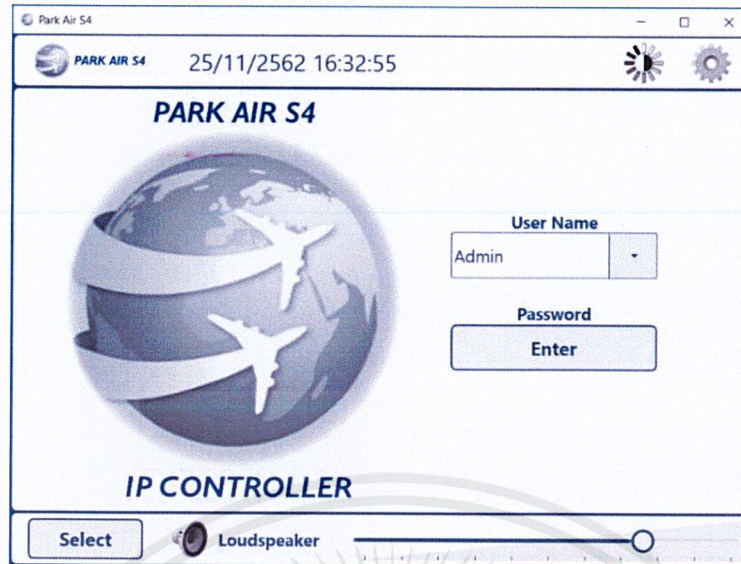 Park Air S4
PARK AIR S4 25/11/2562 16:32:55
PARK AIR S4
User Name
Admin
Password
Enter
IP CONTROLLER
Select Loudspeaker